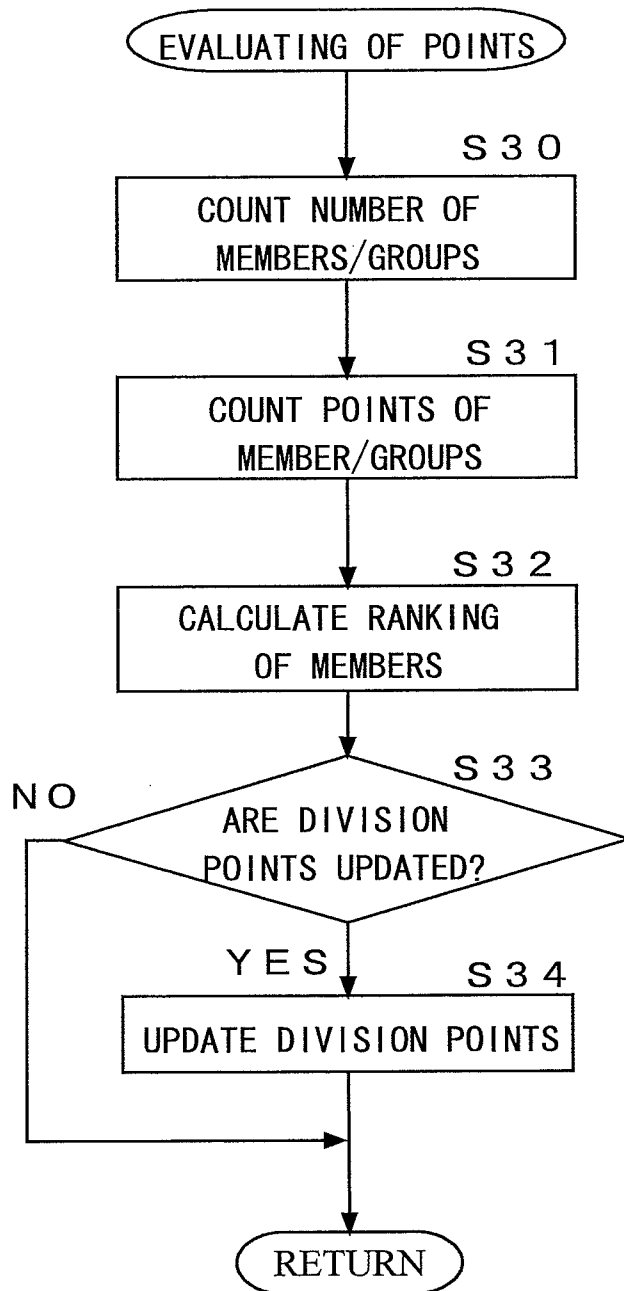 EVALUATING OF POINTS
S30
COUNT NUMBER OF
MEMBERS/GROUPS
S31
COUNT POINTS OF
MEMBER/GROUPS
S32
CALCULATE RANKING
OF MEMBERS
S33
NO
ARE DIVISION
POINTS UPDATED?
YES
S34
UPDATE DIVISION POINTS
RETURN